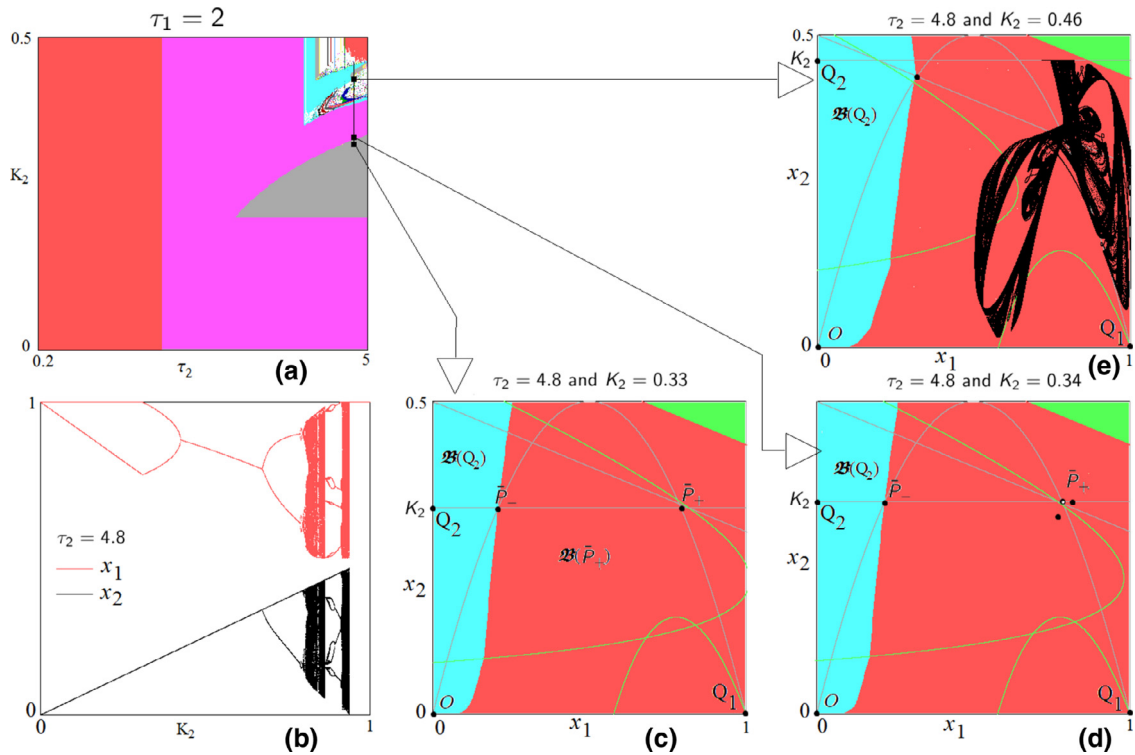 τ₁ = 2
0.5
K₂
0
0.2
τ₂
5
(a)
1
τ₂ = 4.8
x₁
x₂
0
0
K₂
1
(b)
τ₂ = 4.8 and K₂ = 0.33
0.5
𝔅(Q₂)
P̄₋
P̄₊
K₂
Q₂
𝔅(P̄₊)
x₂
O
Q₁
0
0
x₁
1
(c)
τ₂ = 4.8 and K₂ = 0.34
0.5
𝔅(Q₂)
P̄₋
P̄₊
K₂
Q₂
x₂
O
Q₁
0
0
x₁
1
(d)
τ₂ = 4.8 and K₂ = 0.46
0.5
K₂
Q₂
𝔅(Q₂)
x₂
O
Q₁
0
0
x₁
1
(e)